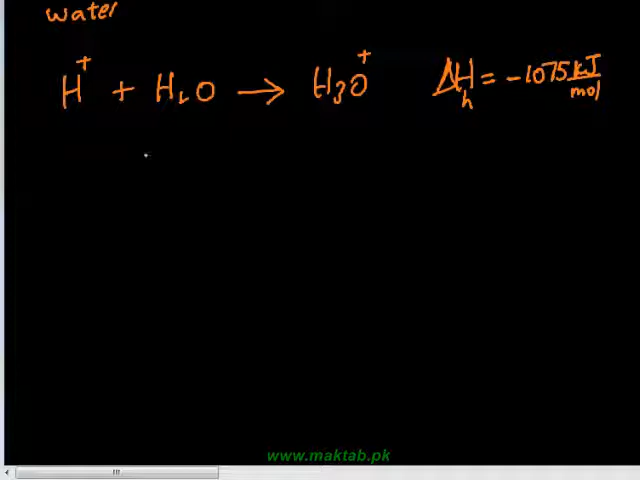 water
H⁺ + H₂O → H₃O⁺ ΔHₕ = -1075 kJ/mol
www.maktab.pk